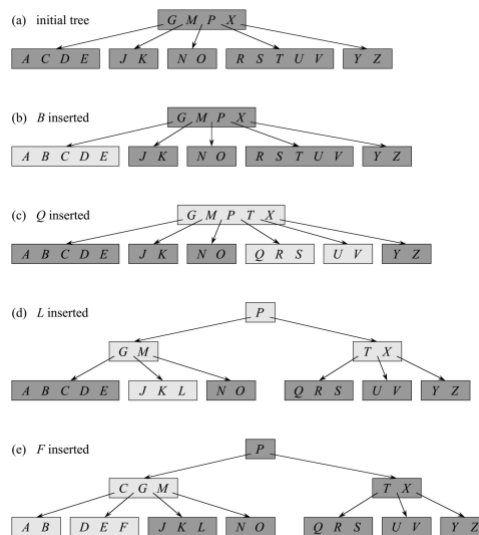 (a) initial tree
G M P X
A C D E J K N O R S T U V Y Z
(b) B inserted
G M P X
A B C D E J K N O R S T U V Y Z
(c) Q inserted
G M P T X
A B C D E J K N O Q R S U V Y Z
(d) L inserted
P
G M T X
A B C D E J K L N O Q R S U V Y Z
(e) F inserted
P
C G M T X
A B D E F J K L N O Q R S U V Y Z